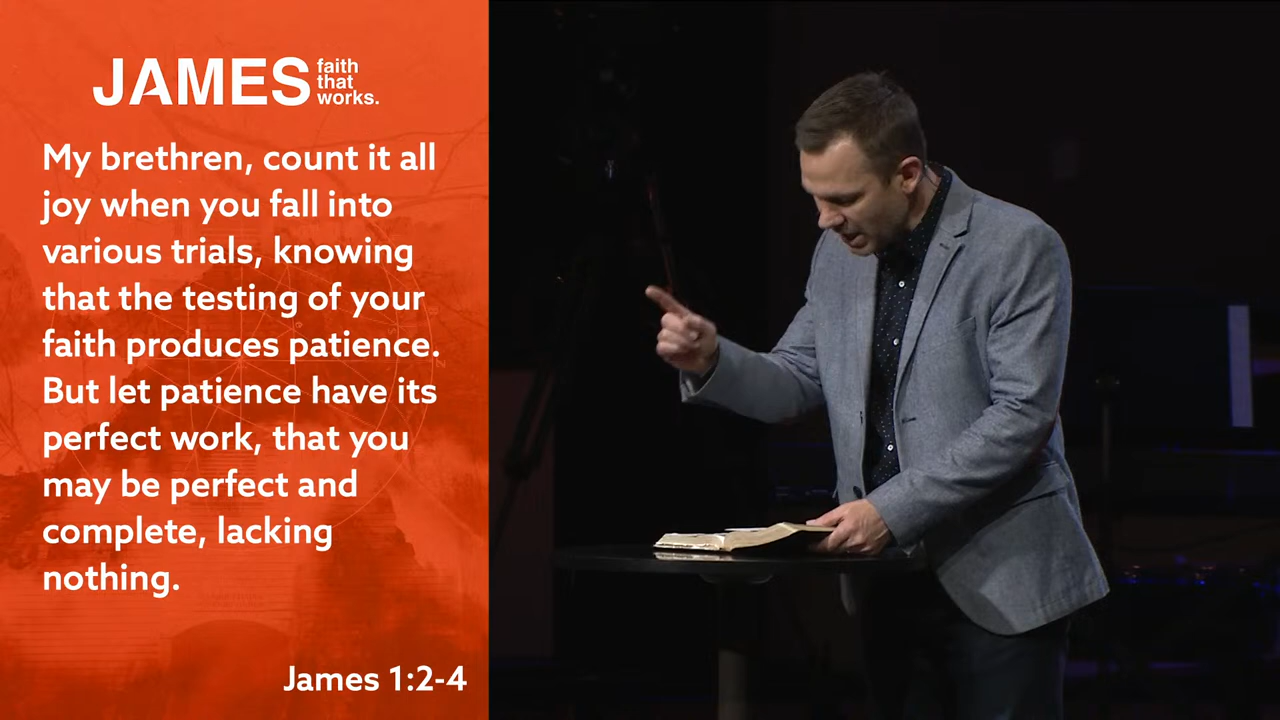 JAMES faith
that
works.
My brethren, count it all
joy when you fall into
various trials, knowing
that the testing of your
faith produces patience.
But let patience have its
perfect work, that you
may be perfect and
complete, lacking
nothing.
James 1:2-4